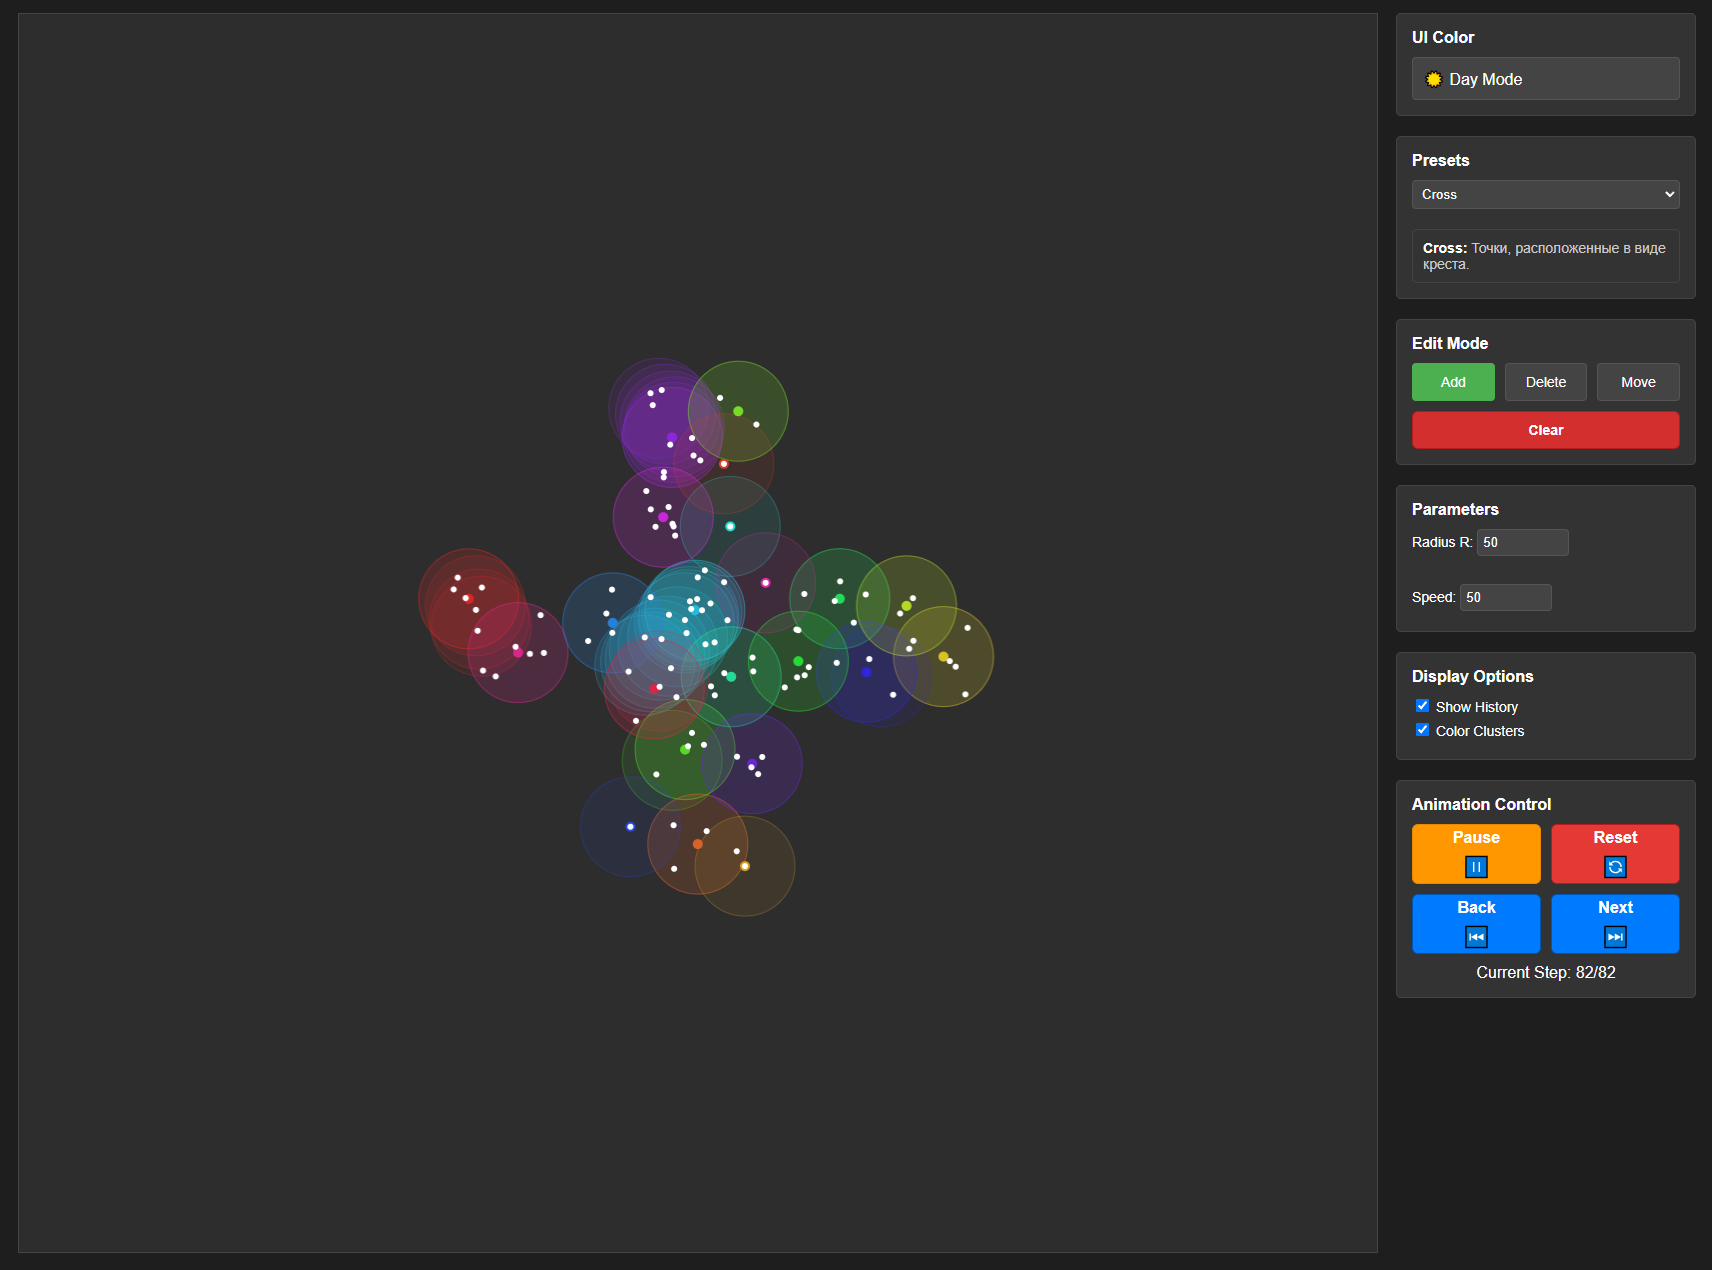 UI Color
Day Mode
Presets
Cross
Cross: Точки, расположенные в виде
креста.
Edit Mode
Add Delete Move
Clear
Parameters
Radius R: 50
Speed: 50
Display Options
Show History
Color Clusters
Animation Control
Pause Reset
Back Next
Current Step: 82/82